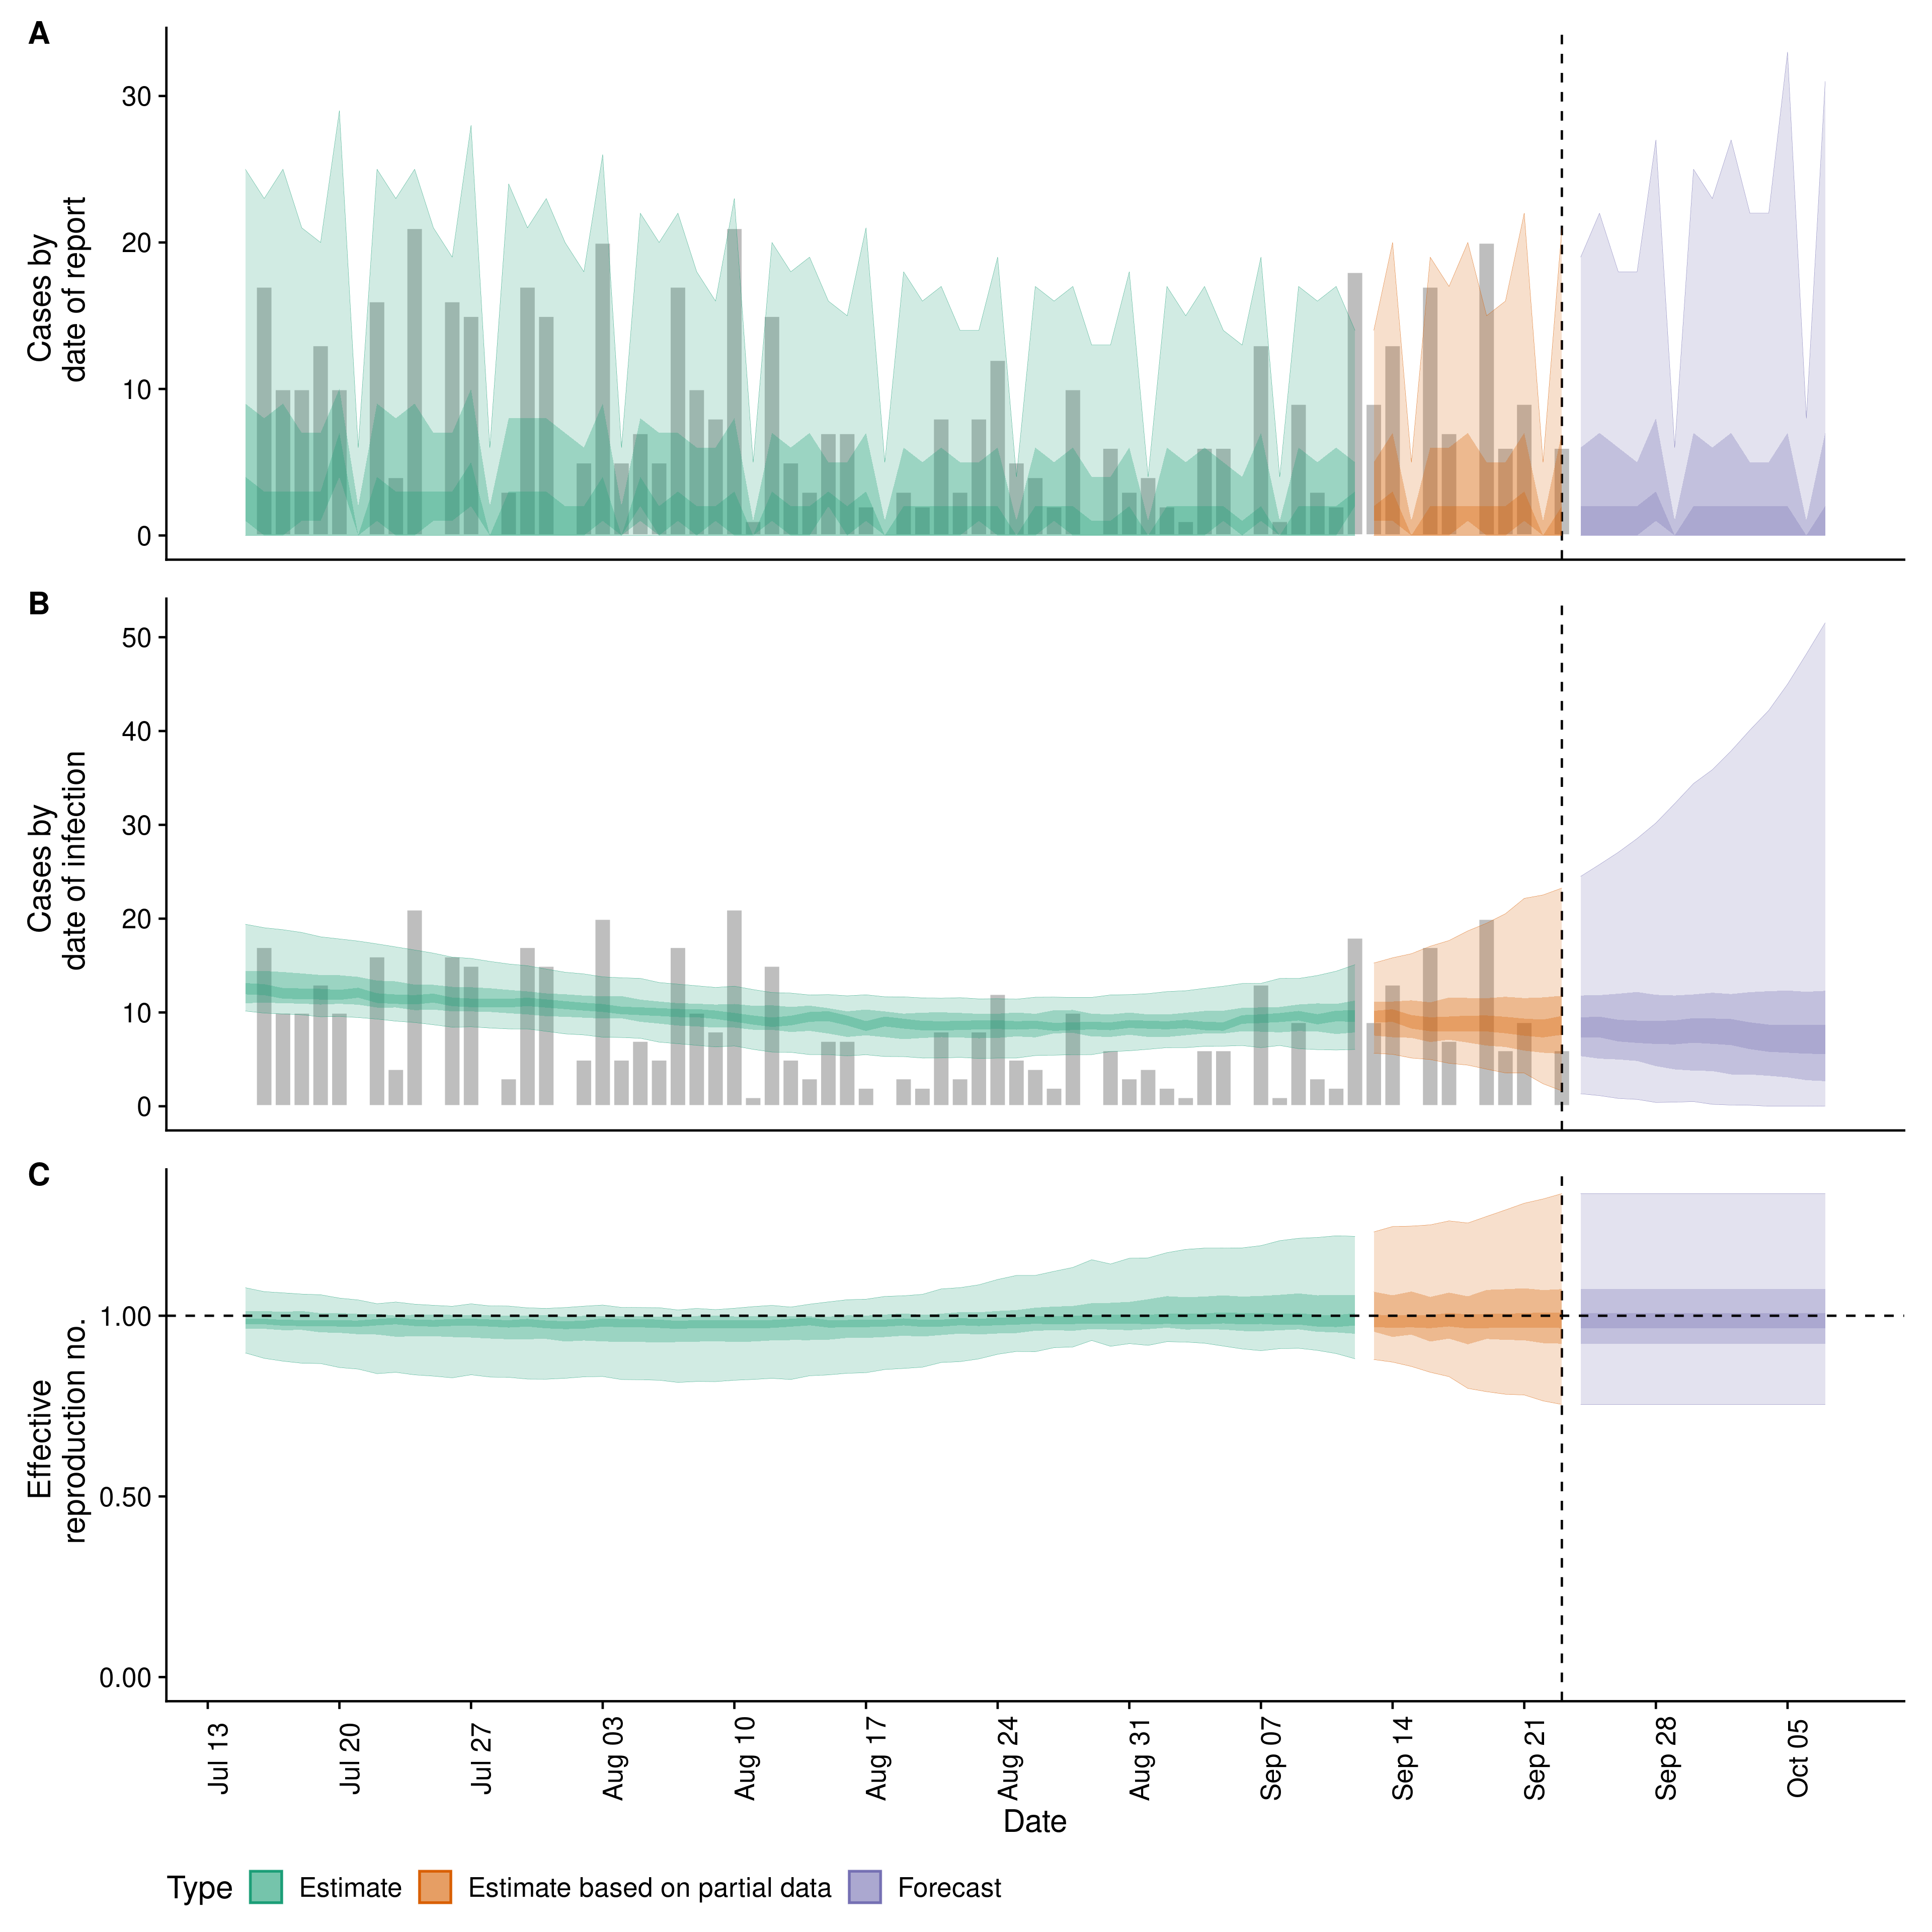 A
30
20
10
0
Cases by
date of report
B
50
40
30
20
10
0
Cases by
date of infection
C
1.00
0.50
0.00
Effective
reproduction no.
Jul 13
Jul 20
Jul 27
Aug 03
Aug 10
Aug 17
Aug 24
Aug 31
Sep 07
Sep 14
Sep 21
Sep 28
Oct 05
Date
Type Estimate Estimate based on partial data Forecast